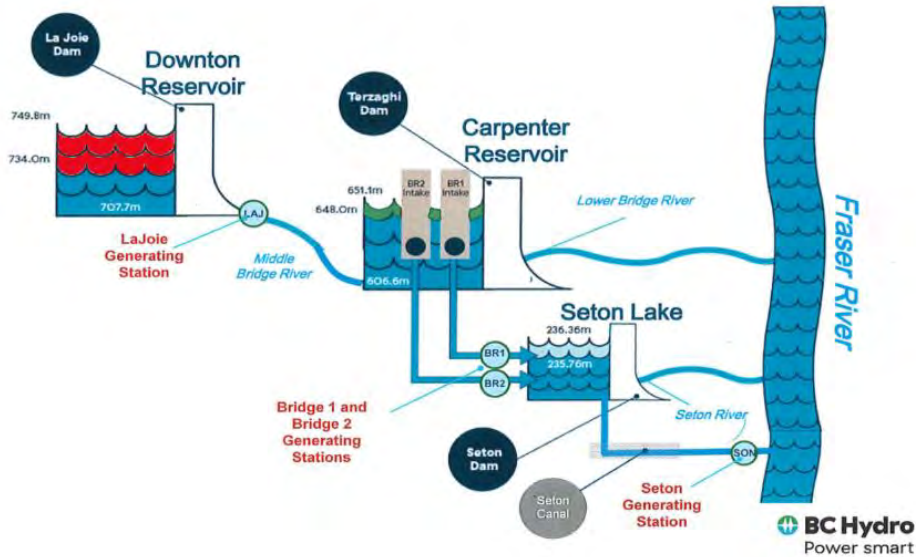 La Joie
Dam
Downton
Reservoir
749.8m
734.0m
707.7m
LAJ
LaJoie
Generating
Station
Middle
Bridge River
Terzaghi
Dam
Carpenter
Reservoir
651.1m
648.0m
BR2
Intake
BR1
Intake
606.6m
Lower Bridge River
Fraser River
Seton Lake
236.36m
235.76m
BR1
BR2
Bridge 1 and
Bridge 2
Generating
Stations
Seton River
Seton
Dam
Seton
Canal
SON
Seton
Generating
Station
BC Hydro
Power smart